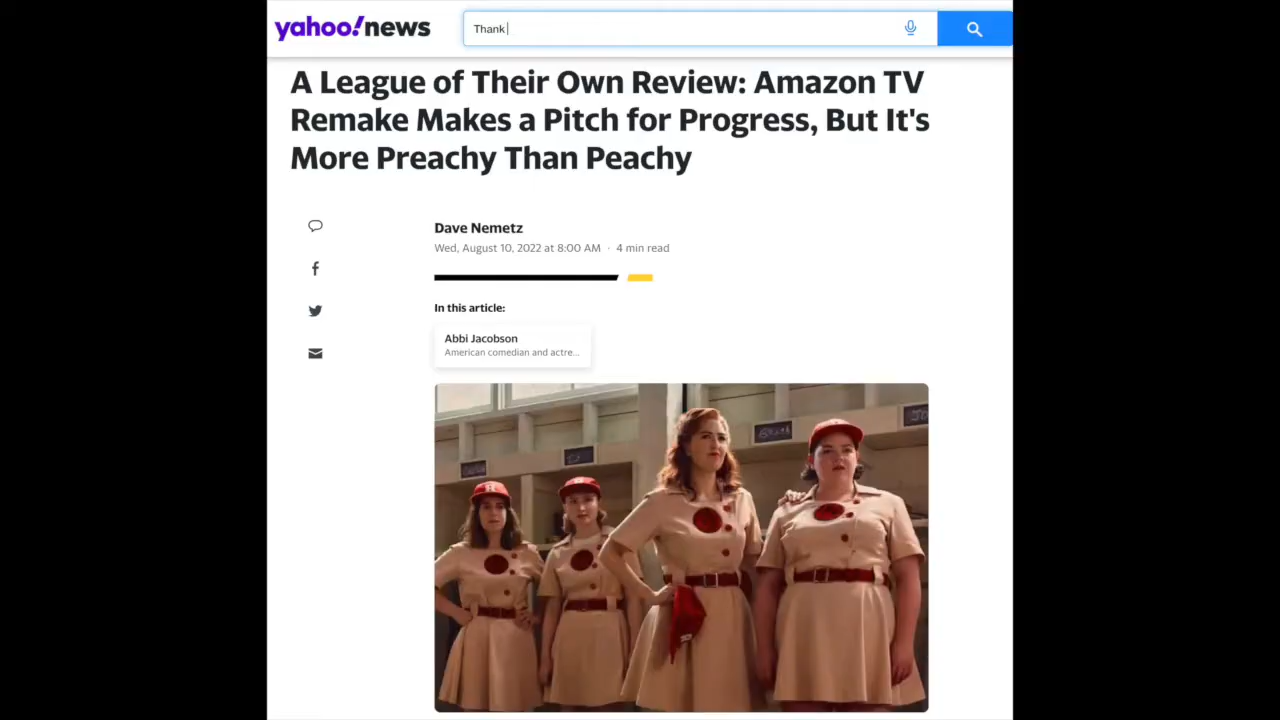 yahoo!news
Thank
A League of Their Own Review: Amazon TV
Remake Makes a Pitch for Progress, But It's
More Preachy Than Peachy
Dave Nemetz
Wed, August 10, 2022 at 8:00 AM · 4 min read
In this article:
Abbi Jacobson
American comedian and actre...